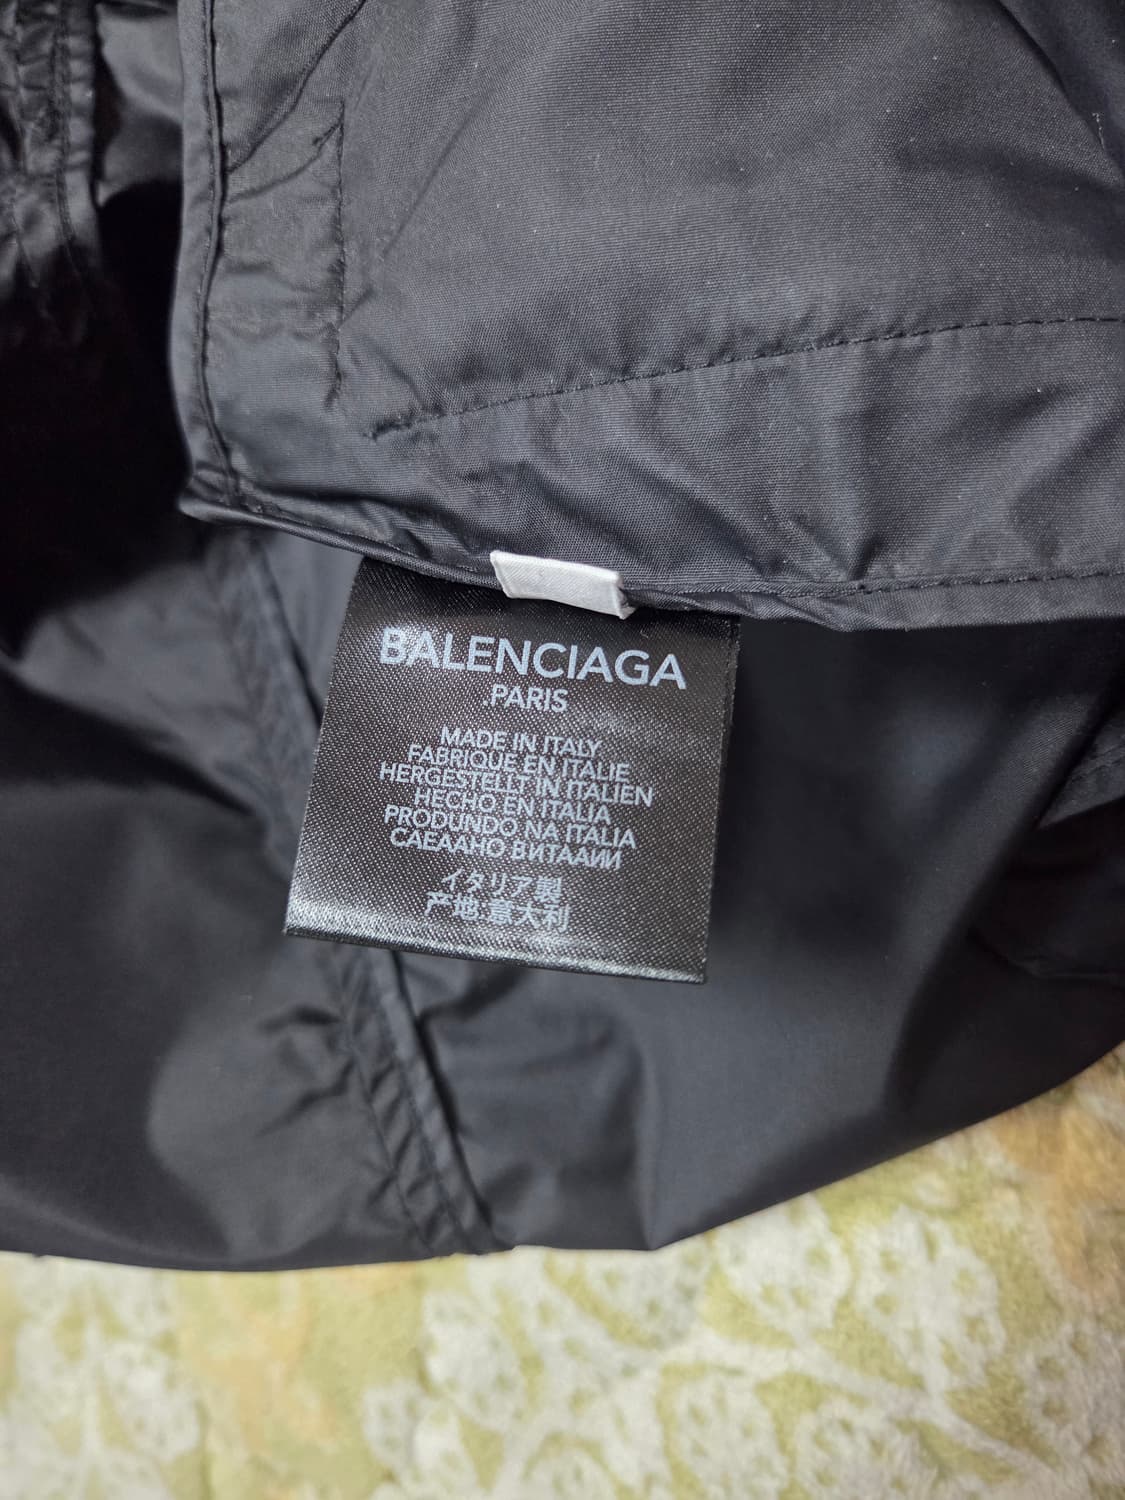 BALENCIAGA
.PARIS
MADE IN ITALY
FABRIQUE EN ITALIE
HERGESTELLT IN ITALIEN
HECHO EN ITALIA
PRODUNDO NA ITALIA
CAEAAHO ВИТААИИ
イタリア製
产地:意大利